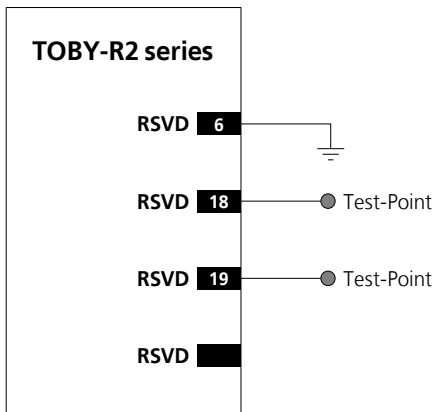 TOBY-R2 series
RSVD 6
RSVD 18 Test-Point
RSVD 19 Test-Point
RSVD